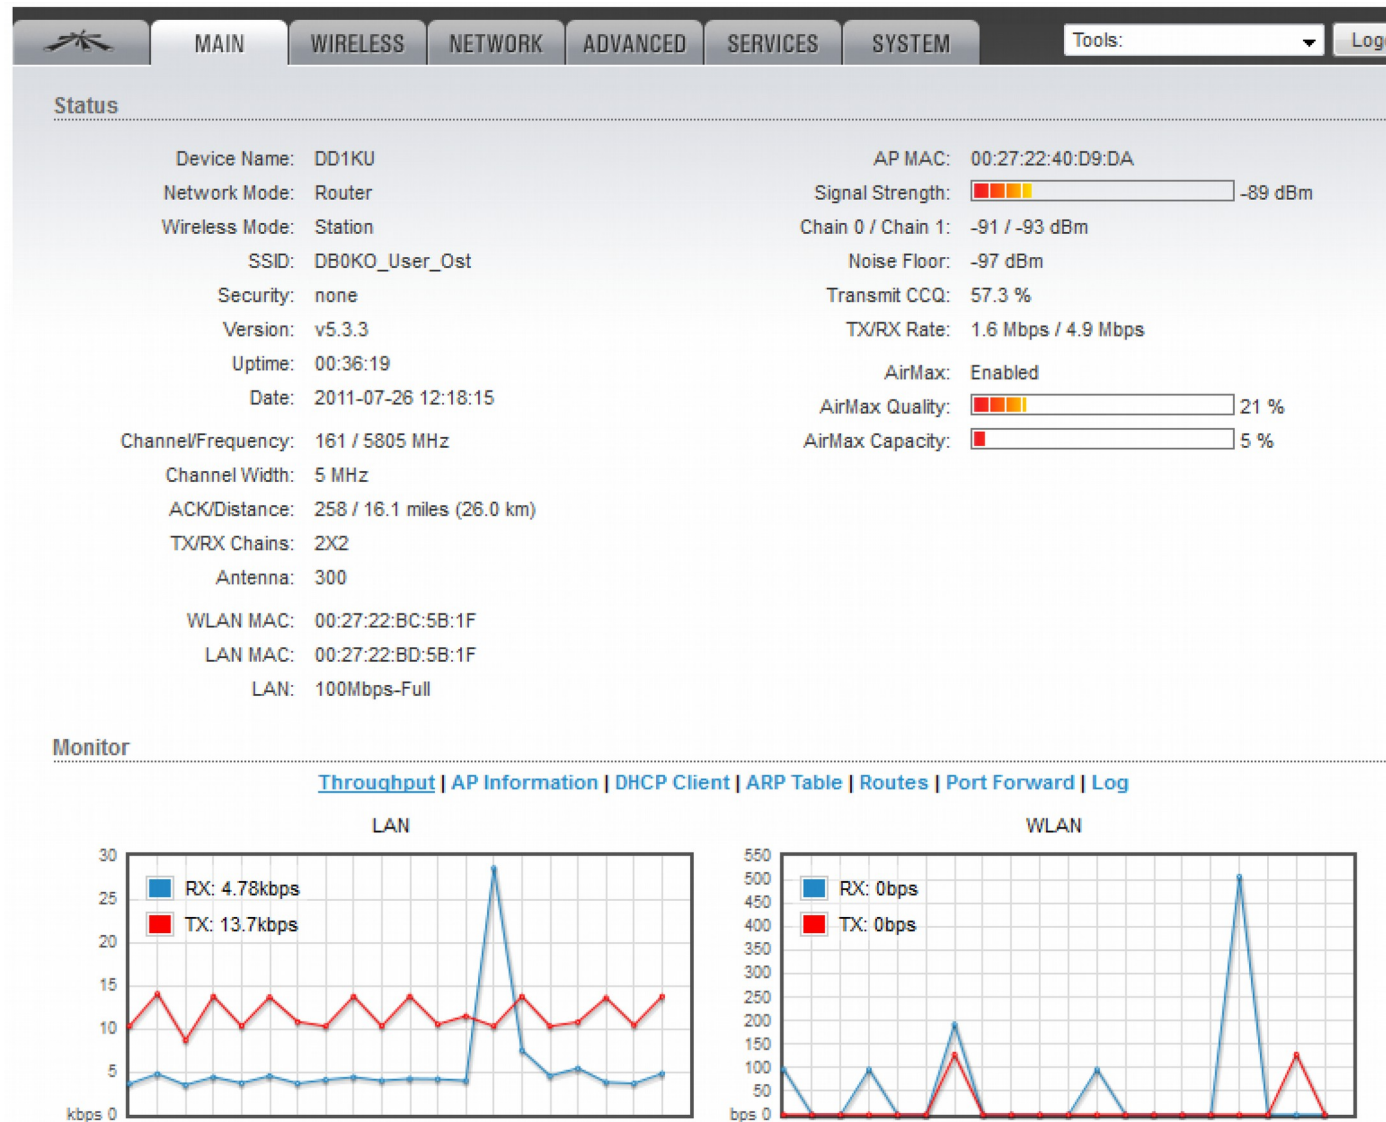 MAIN WIRELESS NETWORK ADVANCED SERVICES SYSTEM Tools:
Status
Device Name: DD1KU
Network Mode: Router
Wireless Mode: Station
SSID: DB0KO_User_Ost
Security: none
Version: v5.3.3
Uptime: 00:36:19
Date: 2011-07-26 12:18:15
Channel/Frequency: 161 / 5805 MHz
Channel Width: 5 MHz
ACK/Distance: 258 / 16.1 miles (26.0 km)
TX/RX Chains: 2X2
Antenna: 300
WLAN MAC: 00:27:22:BC:5B:1F
LAN MAC: 00:27:22:BD:5B:1F
LAN: 100Mbps-Full
AP MAC: 00:27:22:40:D9:DA
Signal Strength: -89 dBm
Chain 0 / Chain 1: -91 / -93 dBm
Noise Floor: -97 dBm
Transmit CCQ: 57.3 %
TX/RX Rate: 1.6 Mbps / 4.9 Mbps
AirMax: Enabled
AirMax Quality: 21 %
AirMax Capacity: 5 %
Monitor
Throughput | AP Information | DHCP Client | ARP Table | Routes | Port Forward | Log
LAN
30
25
20
15
10
5
kbps 0
RX: 4.78kbps
TX: 13.7kbps
WLAN
550
500
450
400
350
300
250
200
150
100
50
bps 0
RX: 0bps
TX: 0bps